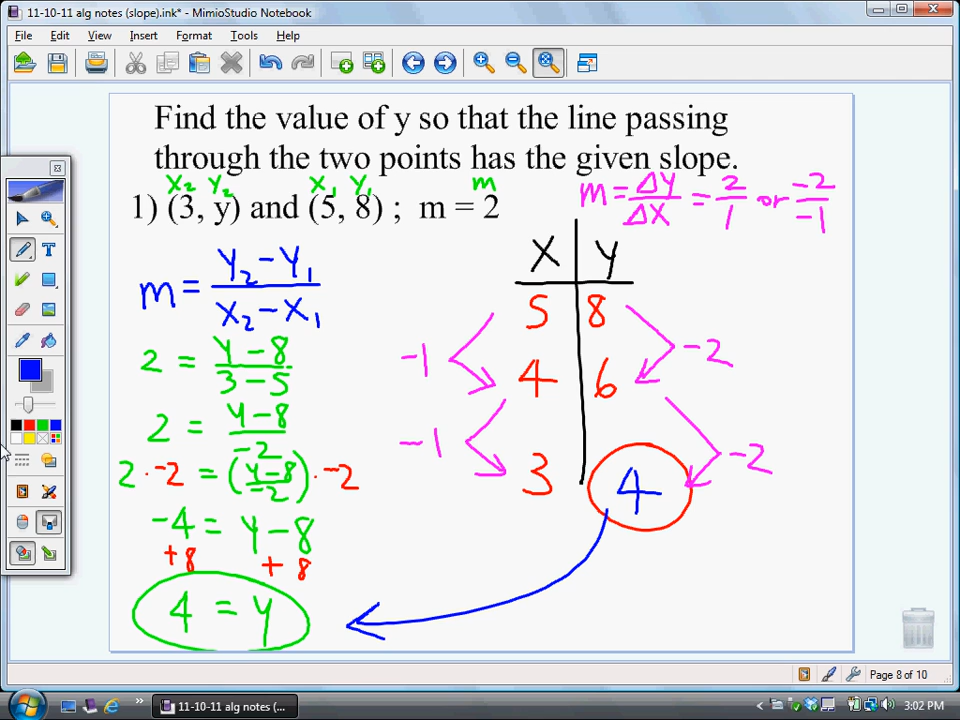 11-10-11 alg notes (slope).ink* - MimioStudio Notebook
File Edit View Insert Format Tools Help
Find the value of y so that the line passing
through the two points has the given slope.
x₂ y₂ x₁ y₁ m
1) (3, y) and (5, 8) ; m = 2
m = Δy/Δx = 2/1 or -2/-1
m = (y₂ - y₁)/(x₂ - x₁)
2 = (y - 8)/(3 - 5)
2 = (y - 8)/-2
2 · -2 = ((y - 8)/-2) · -2
-4 = y - 8
+8 +8
4 = y
x y
5 8
-1 -2
4 6
-1 -2
3 4
Page 8 of 10
T
11-10-11 alg notes (...
3:02 PM